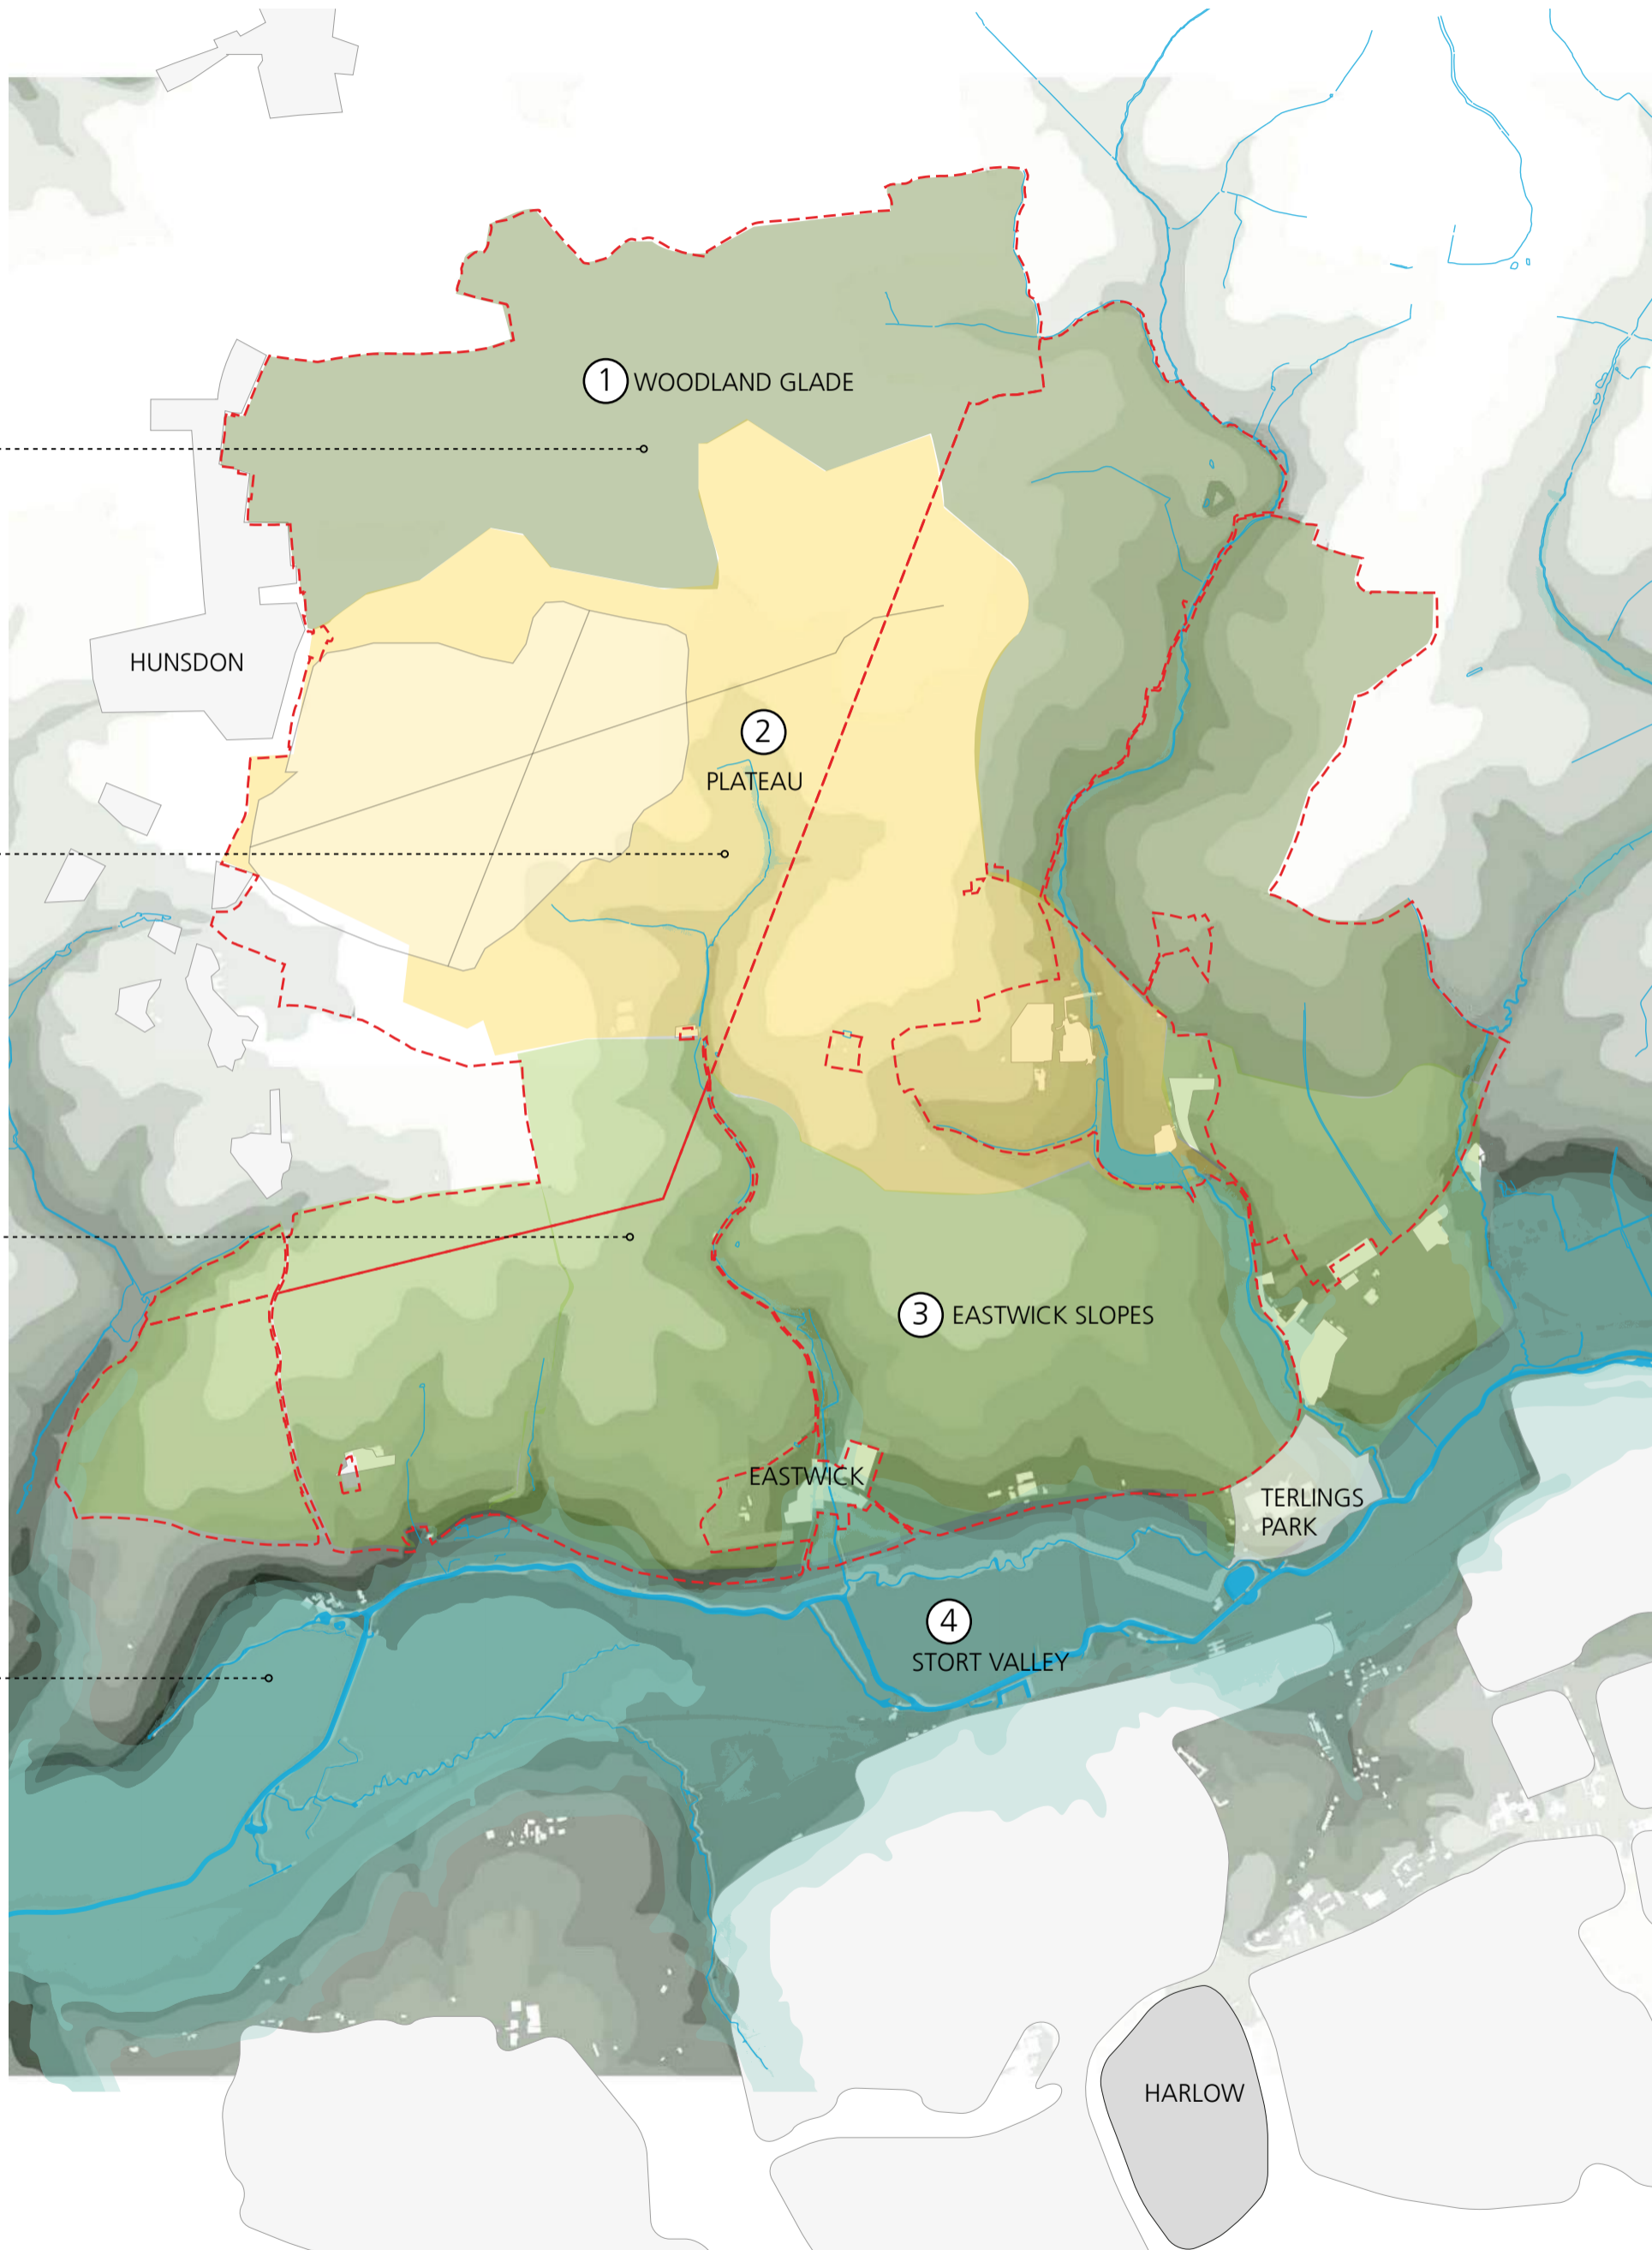 1 WOODLAND GLADE
HUNSDON
2
PLATEAU
3 EASTWICK SLOPES
EASTWICK
TERLINGS
PARK
4
STORT VALLEY
HARLOW